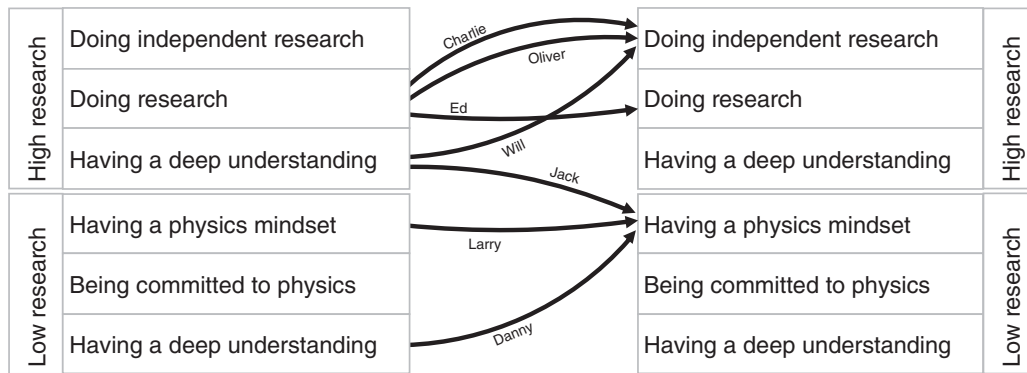 High research
Doing independent research
Doing research
Having a deep understanding
Low research
Having a physics mindset
Being committed to physics
Having a deep understanding
Charlie
Oliver
Ed
Will
Jack
Larry
Danny
Doing independent research
Doing research
Having a deep understanding
High research
Having a physics mindset
Being committed to physics
Having a deep understanding
Low research